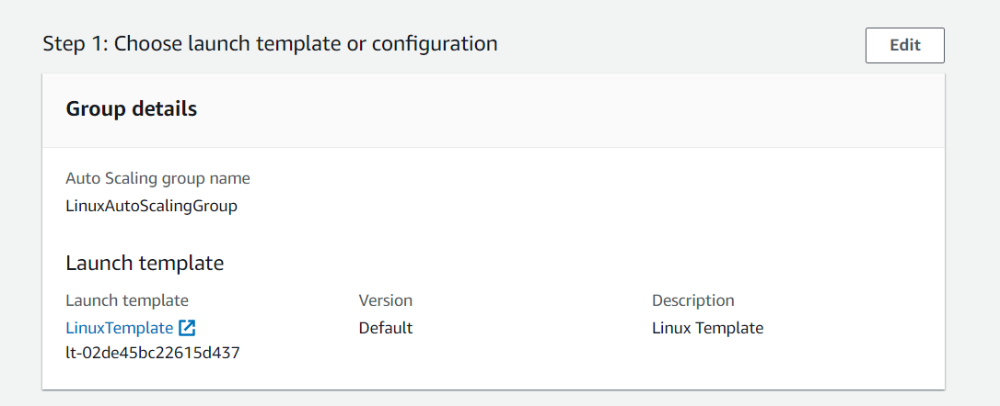 Step 1: Choose launch template or configuration
Edit
Group details
Auto Scaling group name
LinuxAutoScalingGroup
Launch template
Launch template Version Description
LinuxTemplate Default Linux Template
lt-02de45bc22615d437